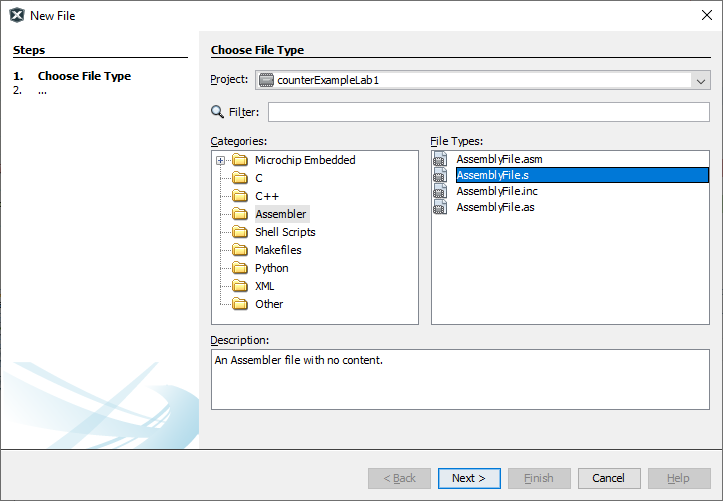 New File
Steps
1. Choose File Type
2. ...
Choose File Type
Project: counterExampleLab1
Filter:
Categories:
Microchip Embedded
C
C++
Assembler
Shell Scripts
Makefiles
Python
XML
Other
File Types:
AssemblyFile.asm
AssemblyFile.s
AssemblyFile.inc
AssemblyFile.as
Description:
An Assembler file with no content.
< Back Next > Finish Cancel Help